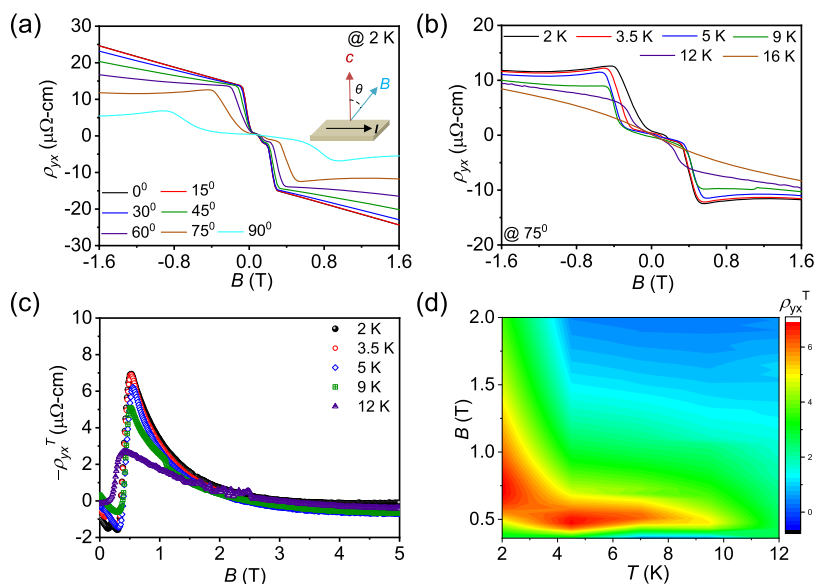 (a)
@ 2 K
c
B
θ
I
ρyx (μΩ-cm)
30
20
10
0
-10
-20
-30
0⁰ 15⁰
30⁰ 45⁰
60⁰ 75⁰ 90⁰
-1.6 -0.8 0.0 0.8 1.6
B (T)
(b)
2 K 3.5 K 5 K 9 K
12 K 16 K
ρyx (μΩ-cm)
20
10
0
-10
-20
@ 75⁰
-1.6 -0.8 0.0 0.8 1.6
B (T)
(c)
2 K
3.5 K
5 K
9 K
12 K
−ρyxᵀ (μΩ-cm)
10
8
6
4
2
0
-2
0 1 2 3 4 5
B (T)
(d)
ρyxᵀ
B (T)
2.0
1.5
1.0
0.5
6
4
2
0
2 4 6 8 10 12
T (K)